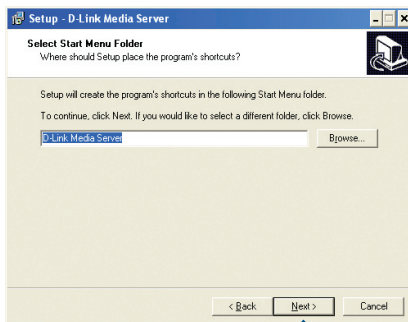 Setup - D-Link Media Server
Select Start Menu Folder
Where should Setup place the program's shortcuts?
Setup will create the program's shortcuts in the following Start Menu folder.
To continue, click Next. If you would like to select a different folder, click Browse.
D-Link Media Server
Browse...
< Back
Next >
Cancel